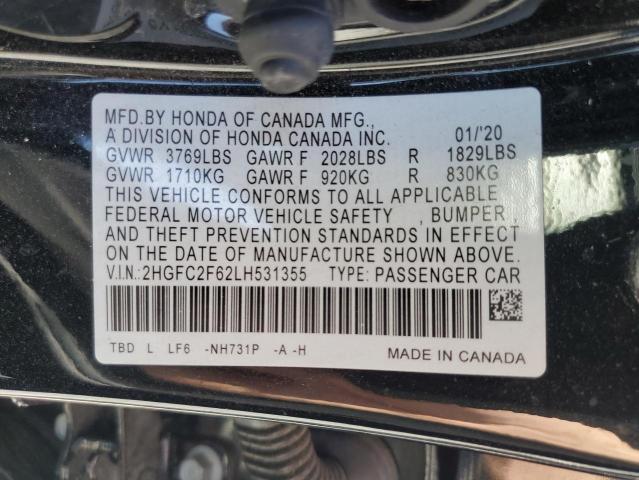 MFD.BY HONDA OF CANADA MFG.,
A DIVISION OF HONDA CANADA INC. 01/'20
GVWR 3769LBS GAWR F 2028LBS R 1829LBS
GVWR 1710KG GAWR F 920KG R 830KG
THIS VEHICLE CONFORMS TO ALL APPLICABLE
FEDERAL MOTOR VEHICLE SAFETY , BUMPER ,
AND THEFT PREVENTION STANDARDS IN EFFECT
ON THE DATE OF MANUFACTURE SHOWN ABOVE.
V.I.N.:2HGFC2F62LH531355 TYPE: PASSENGER CAR
TBD L LF6 -NH731P -A -H MADE IN CANADA